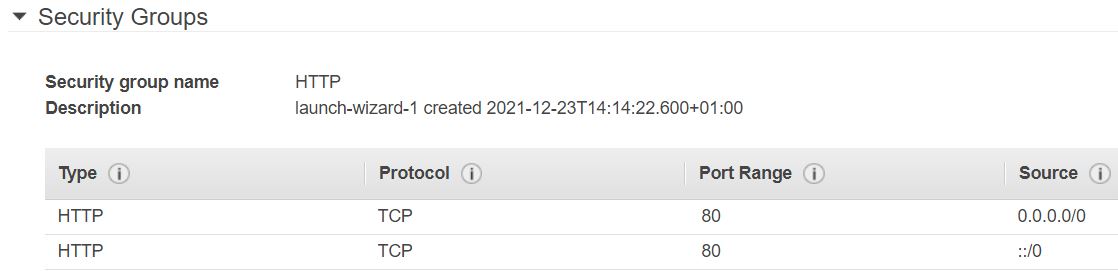 Security Groups
Security group name HTTP
Description launch-wizard-1 created 2021-12-23T14:14:22.600+01:00
Type Protocol Port Range Source
HTTP TCP 80 0.0.0.0/0
HTTP TCP 80 ::/0